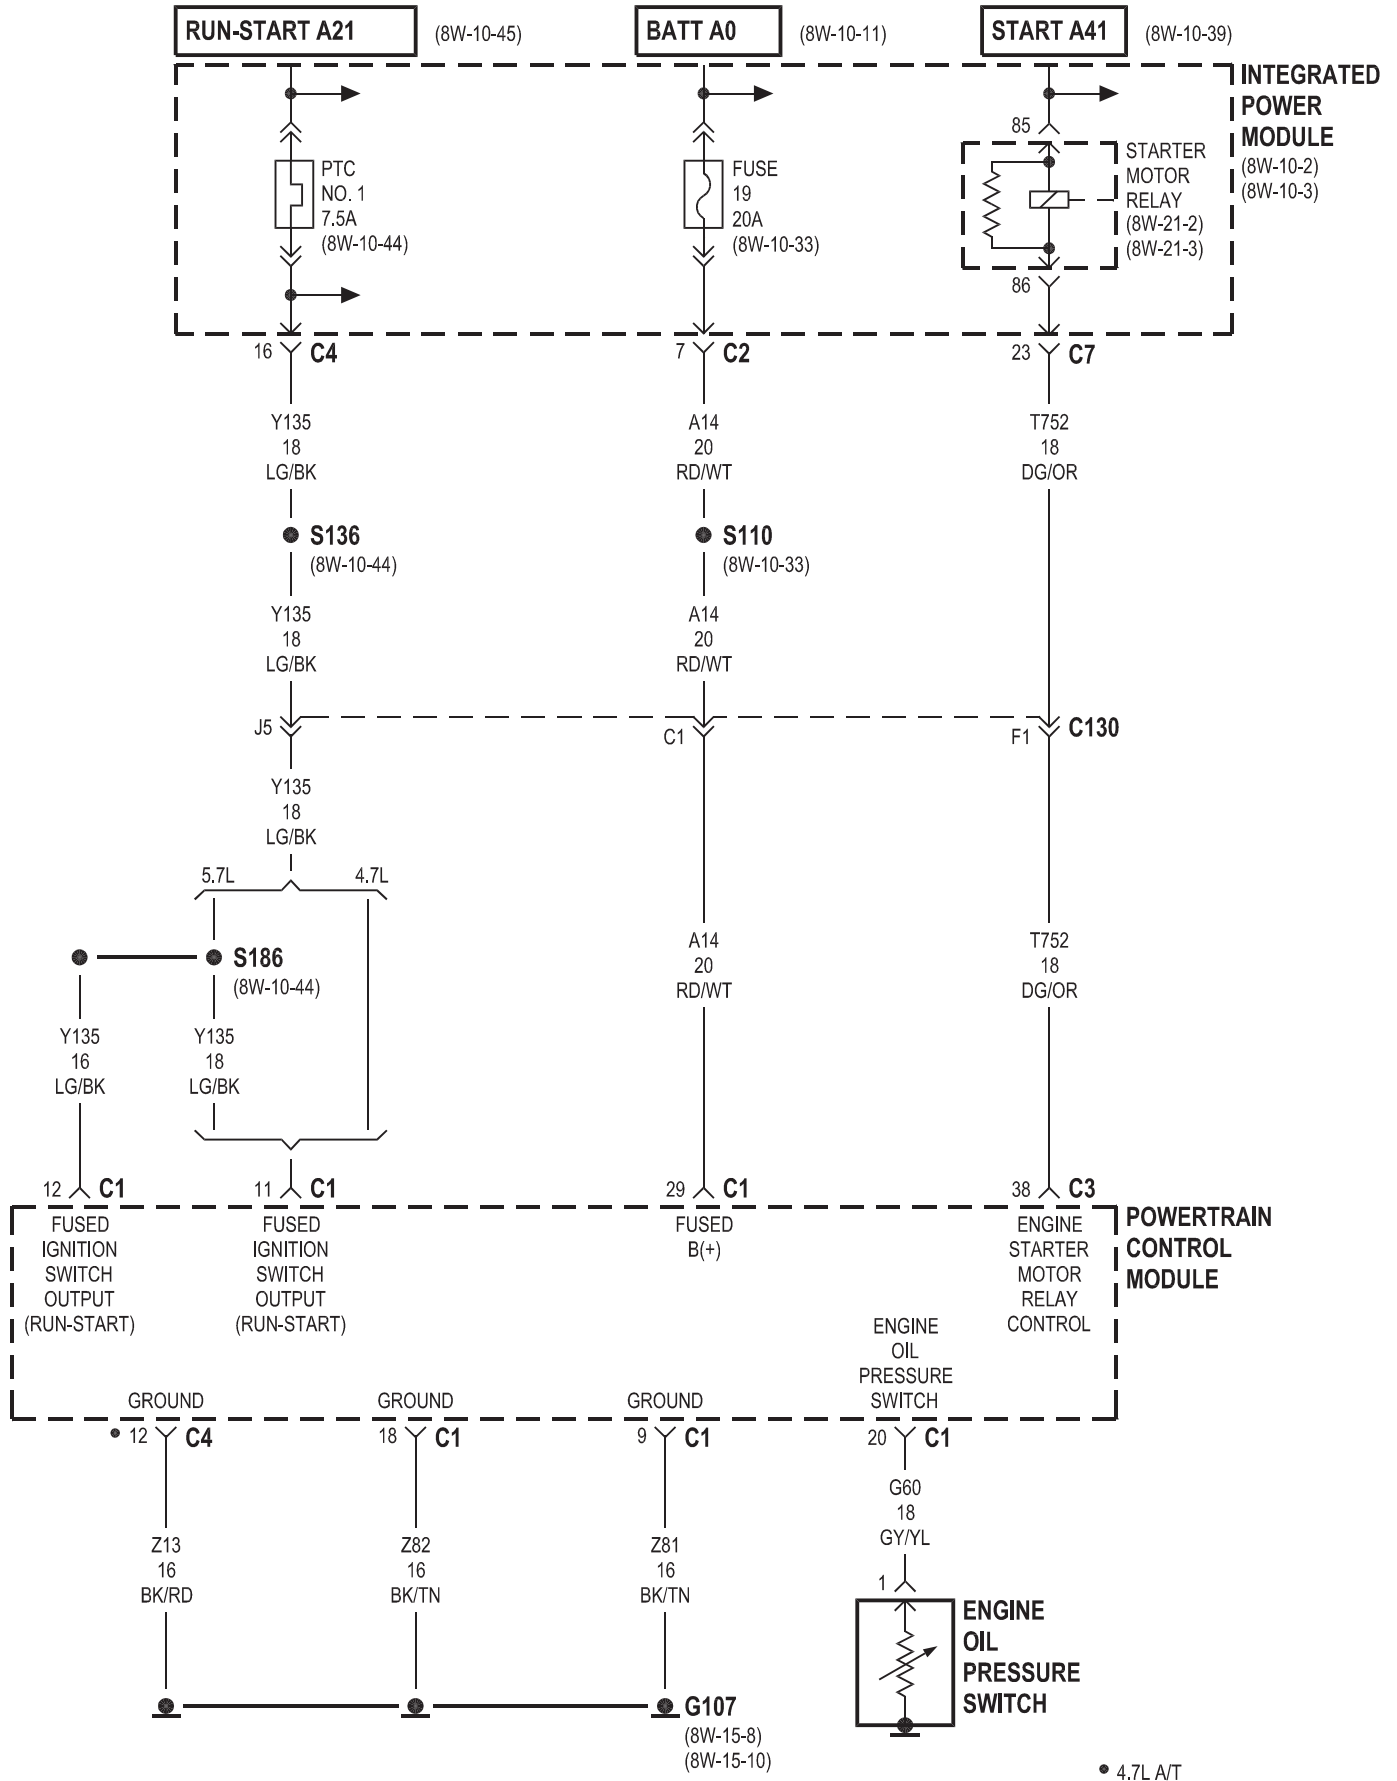 RUN-START A21 (8W-10-45) BATT A0 (8W-10-11) START A41 (8W-10-39)
INTEGRATED
POWER
MODULE
(8W-10-2)
(8W-10-3)
PTC
NO. 1
7.5A
(8W-10-44)
FUSE
19
20A
(8W-10-33)
85
STARTER
MOTOR
RELAY
(8W-21-2)
(8W-21-3)
86
16 C4 7 C2 23 C7
Y135 A14 T752
18 20 18
LG/BK RD/WT DG/OR
S136 S110
(8W-10-44) (8W-10-33)
Y135 A14
18 20
LG/BK RD/WT
J5 C1 F1 C130
Y135
18
LG/BK
5.7L 4.7L
S186
(8W-10-44)
A14 T752
20 18
RD/WT DG/OR
Y135 Y135
16 18
LG/BK LG/BK
12 C1 11 C1 29 C1 38 C3
POWERTRAIN
CONTROL
MODULE
FUSED
IGNITION
SWITCH
OUTPUT
(RUN-START)
FUSED
IGNITION
SWITCH
OUTPUT
(RUN-START)
FUSED
B(+)
ENGINE
STARTER
MOTOR
RELAY
CONTROL
ENGINE
OIL
PRESSURE
SWITCH
GROUND GROUND GROUND
• 12 C4 18 C1 9 C1 20 C1
G60
18
GY/YL
Z13 Z82 Z81
16 16 16
BK/RD BK/TN BK/TN
1
ENGINE
OIL
PRESSURE
SWITCH
G107
(8W-15-8)
(8W-15-10)
• 4.7L A/T